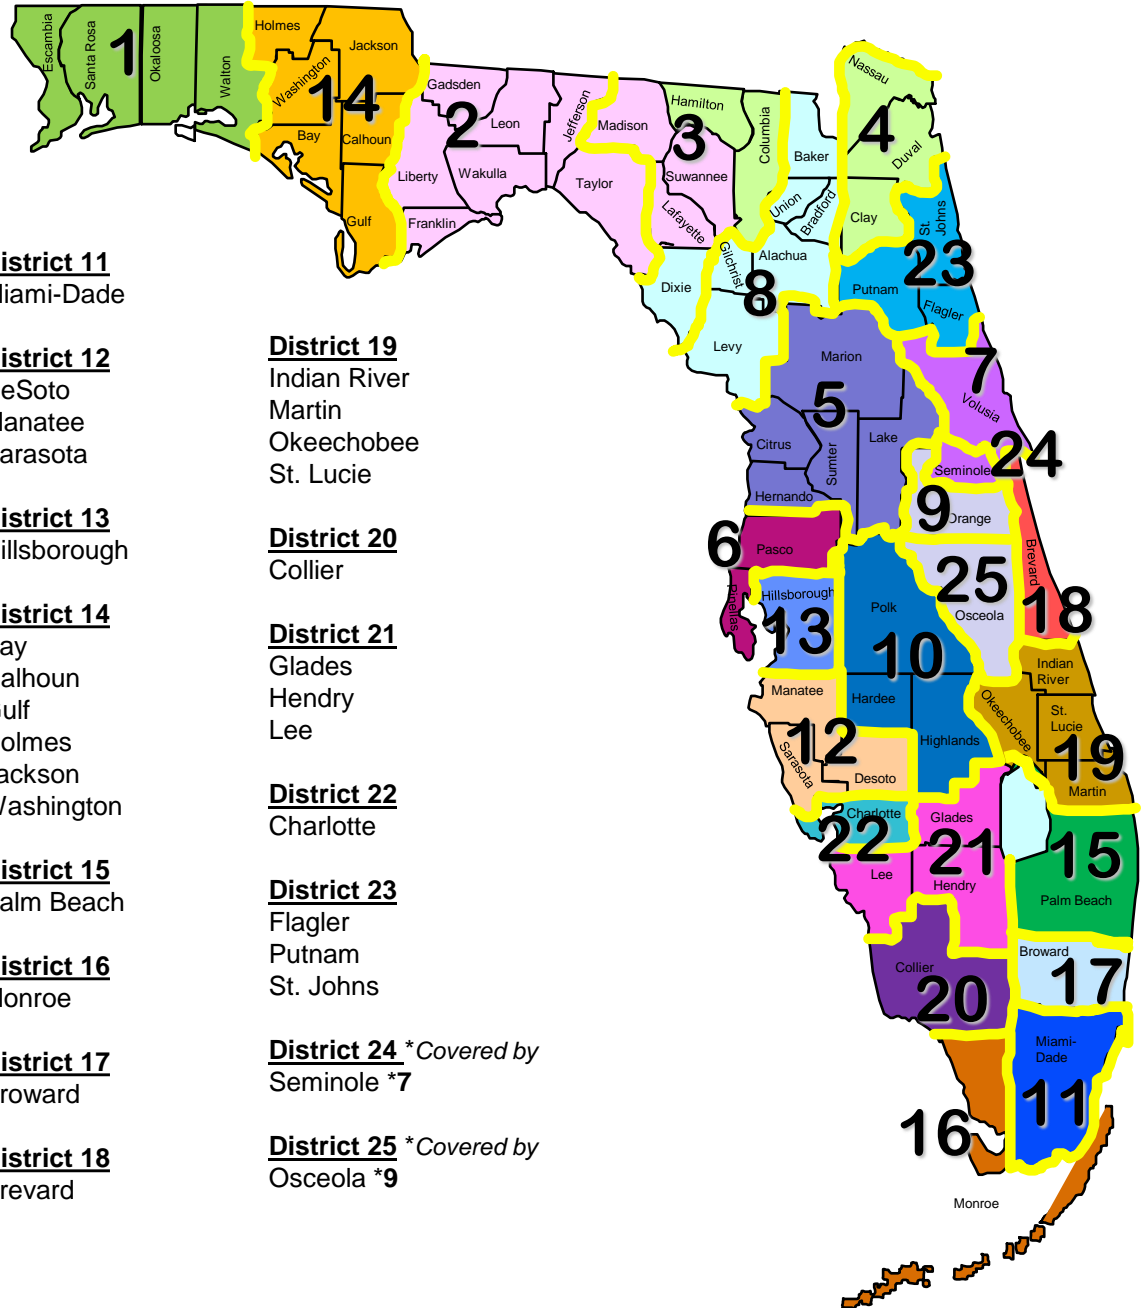 istrict 11
iami-Dade
istrict 12
eSoto
anatee
arasota
istrict 13
illsborough
istrict 14
ay
alhoun
ulf
olmes
ackson
ashington
istrict 15
alm Beach
istrict 16
onroe
istrict 17
roward
istrict 18
revard
District 19
Indian River
Martin
Okeechobee
St. Lucie
District 20
Collier
District 21
Glades
Hendry
Lee
District 22
Charlotte
District 23
Flagler
Putnam
St. Johns
District 24 *Covered by
Seminole *7
District 25 *Covered by
Osceola *9
Escambia
Santa Rosa
1
Okaloosa
Walton
Holmes
Jackson
Washington
14
Bay
Calhoun
Gulf
Gadsden
2
Leon
Jefferson
Liberty
Wakulla
Franklin
Taylor
Madison
Hamilton
3
Suwannee
Lafayette
Columbia
Baker
Union
Bradford
Nassau
4
Duval
Clay
St.
Johns
23
Putnam
Flagler
Gilchrist
Alachua
8
Dixie
Levy
Marion
5
Citrus
Sumter
Lake
Hernando
7
Volusia
24
Seminole
9
Orange
6
Pasco
Pinellas
Hillsborough
13
Polk
10
Hardee
Highlands
25
Osceola
Brevard
18
Indian
River
Okeechobee
St.
Lucie
19
Martin
Manatee
12
Sarasota
Desoto
Charlotte
22
Glades
21
Lee
Hendry
15
Palm Beach
Broward
17
Collier
20
Miami-
Dade
11
16
Monroe